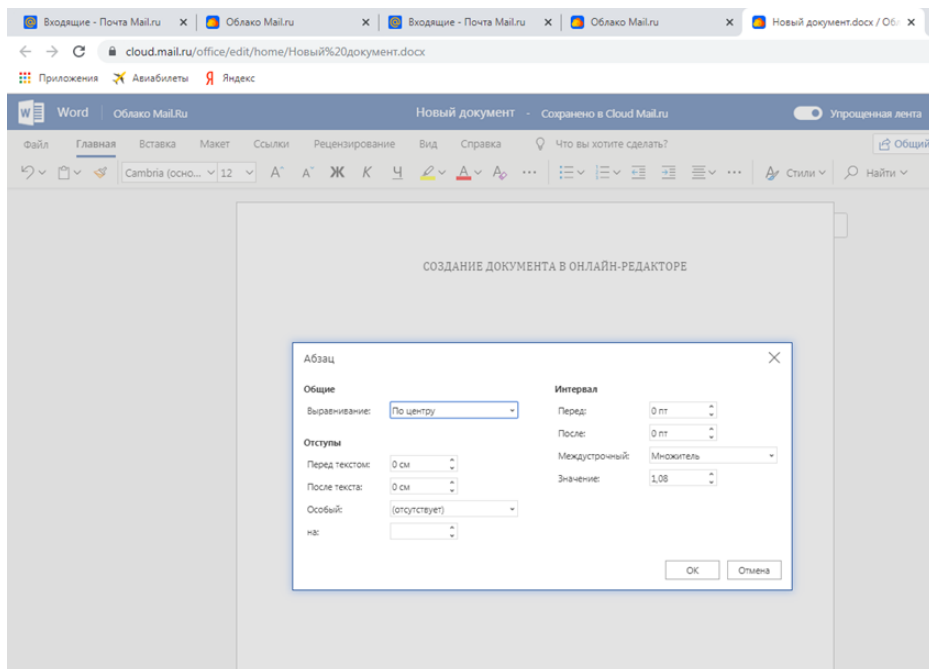 Входящие - Почта Mail.ru Облако Mail.ru Входящие - Почта Mail.ru Облако Mail.ru Новый документ.docx / Обл
cloud.mail.ru/office/edit/home/Новый%20документ.docx
Приложения Авиабилеты Я Яндекс
W Word Облако Mail.Ru Новый документ - Сохранено в Cloud Mail.ru Упрощенная лента
Файл Главная Вставка Макет Ссылки Рецензирование Вид Справка Что вы хотите сделать? Общий
Cambria (осно... 12 A A Ж К Ч A A ... ... Стили Найти
СОЗДАНИЕ ДОКУМЕНТА В ОНЛАЙН-РЕДАКТОРЕ
Абзац
Общие
Выравнивание: По центру
Отступы
Перед текстом: 0 см
После текста: 0 см
Особый: (отсутствует)
на:
Интервал
Перед: 0 пт
После: 0 пт
Междустрочный: Множитель
Значение: 1,08
ОК Отмена